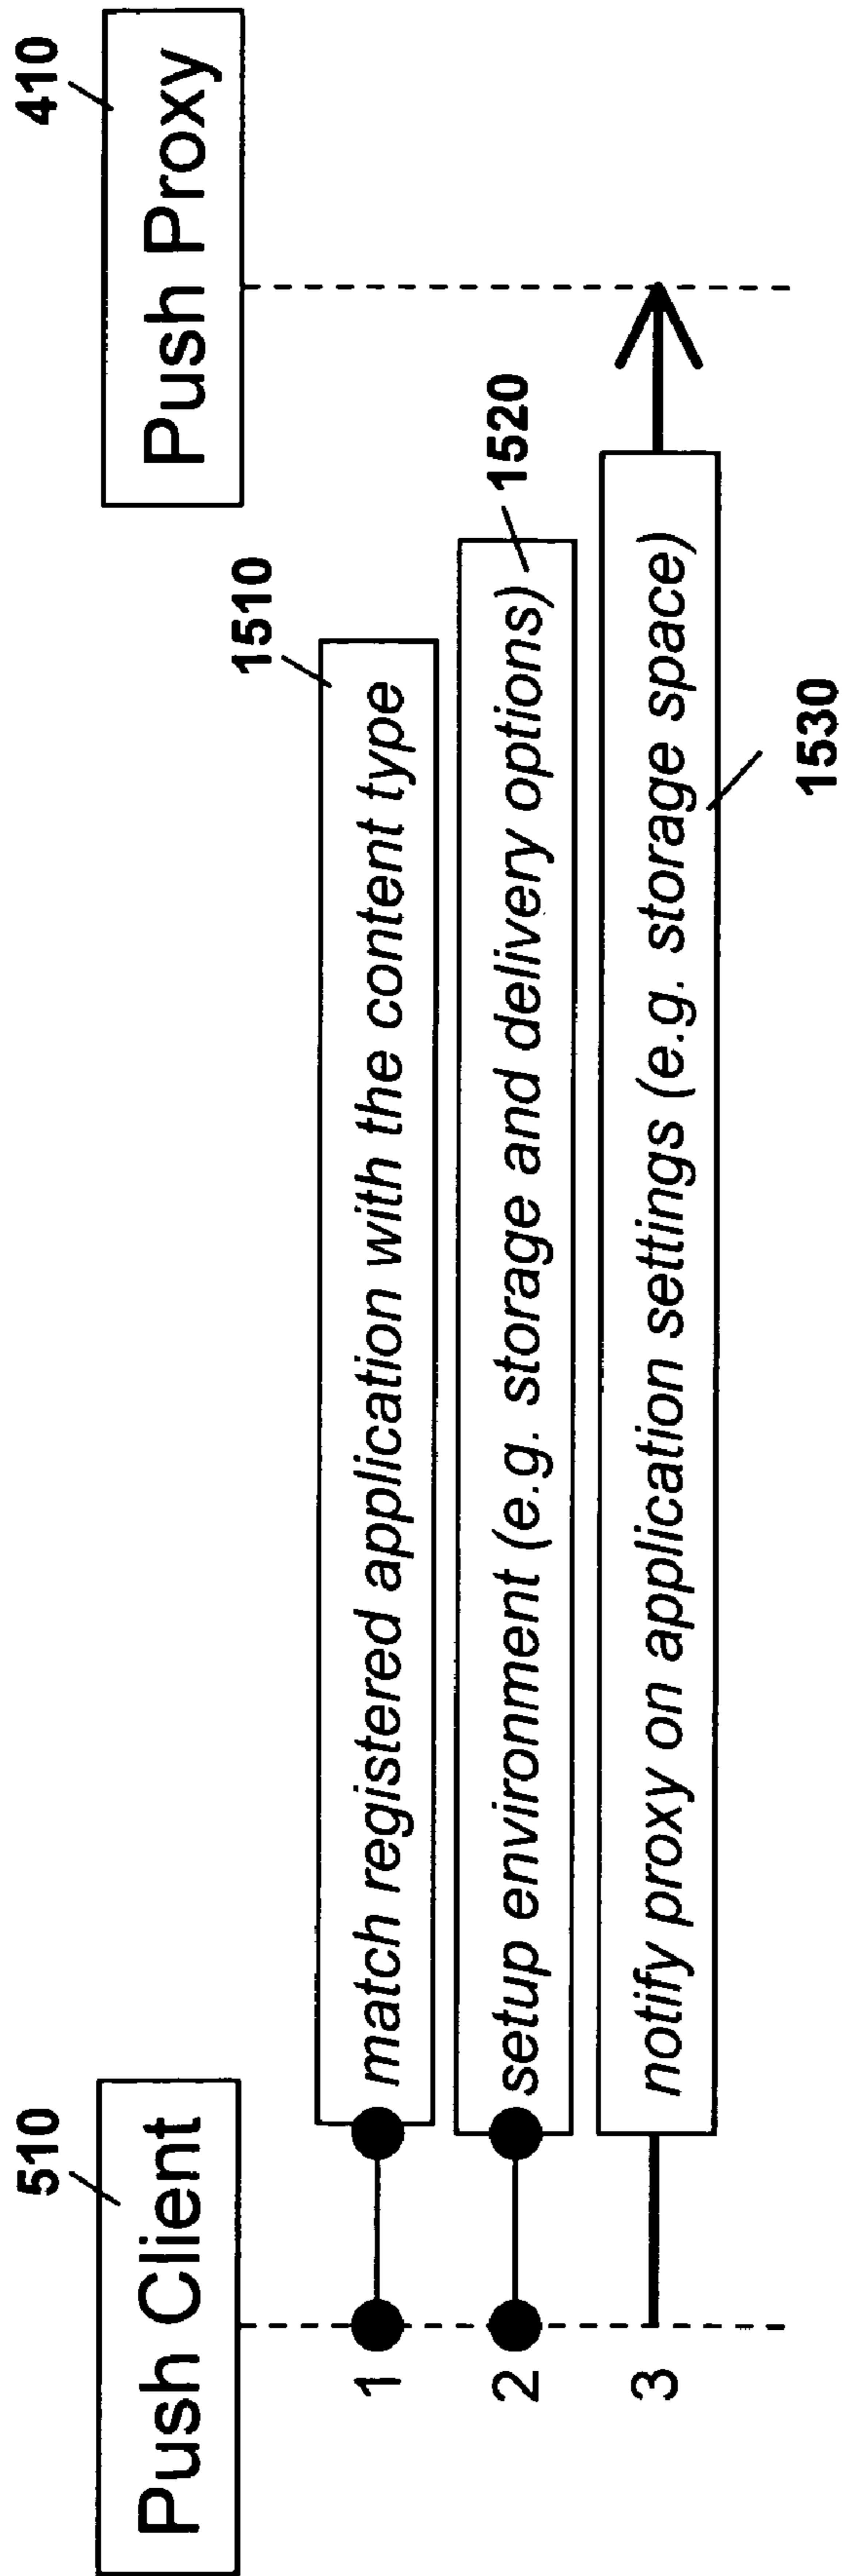 510
Push Client
410
Push Proxy
1510
1 match registered application with the content type
1520
2 setup environment (e.g. storage and delivery options)
3 notify proxy on application settings (e.g. storage space)
1530